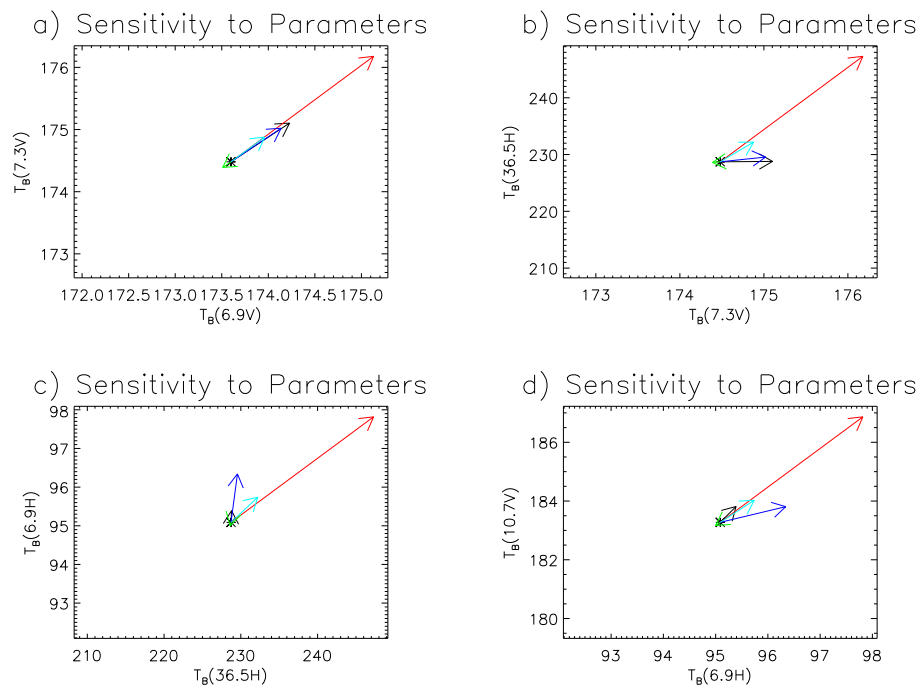 a) Sensitivity to Parameters
176
175
174
173
T_B(7.3V)
172.0 172.5 173.0 173.5 174.0 174.5 175.0
T_B(6.9V)
b) Sensitivity to Parameters
240
230
220
210
T_B(36.5H)
173 174 175 176
T_B(7.3V)
c) Sensitivity to Parameters
98
97
96
95
94
93
T_B(6.9H)
210 220 230 240
T_B(36.5H)
d) Sensitivity to Parameters
186
184
182
180
T_B(10.7V)
93 94 95 96 97 98
T_B(6.9H)